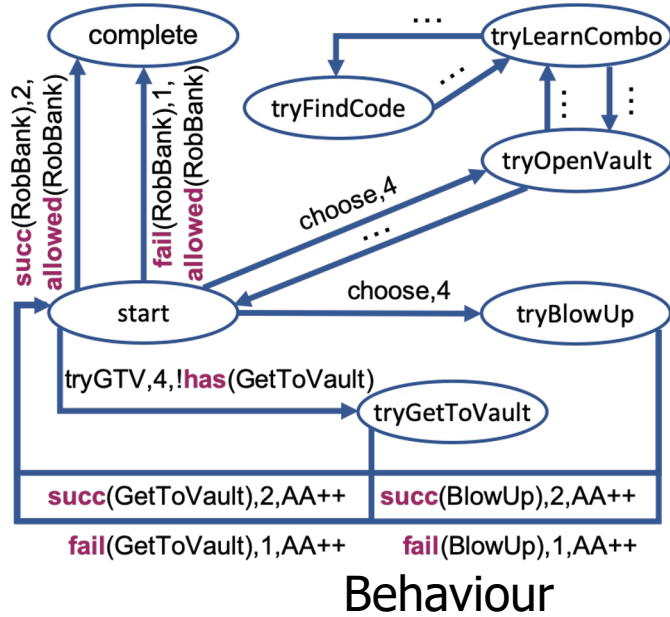 complete
...
tryLearnCombo
tryFindCode
...
succ(RobBank),2,
allowed(RobBank)
fail(RobBank),1,
allowed(RobBank)
...
...
tryOpenVault
choose,4
...
start
choose,4
tryBlowUp
tryGTV,4,!has(GetToVault)
tryGetToVault
succ(GetToVault),2,AA++
succ(BlowUp),2,AA++
fail(GetToVault),1,AA++
fail(BlowUp),1,AA++
Behaviour